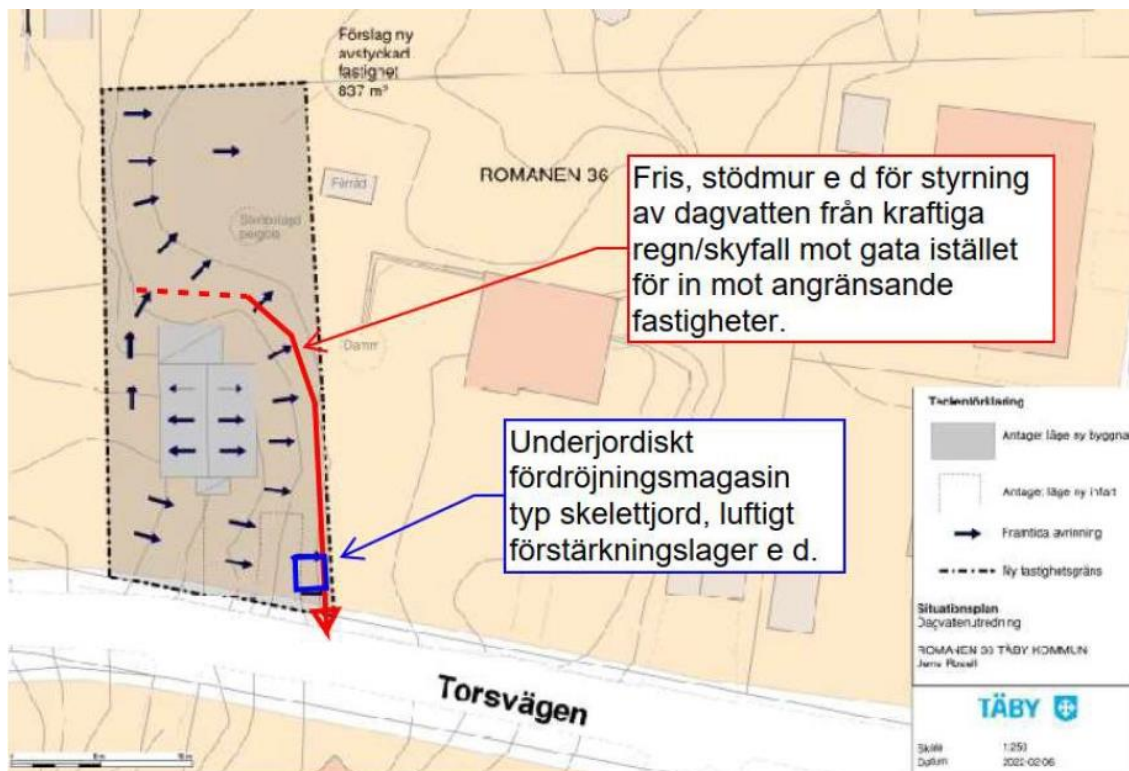 Förslag ny
avstyckad
fastighet
837 m²
ROMANEN 36
Förråd
Fris, stödmur e d för styrning
av dagvatten från kraftiga
regn/skyfall mot gata istället
för in mot angränsande
fastigheter.
Underjordiskt
fördröjningsmagasin
typ skelettjord, luftigt
förstärkningslager e d.
Torsvägen
Teckenförklaring
Antaget läge ny byggna
Antaget läge ny infart
Framtida avrinning
Ny fastighetsgräns
Situationsplan
Dagvattenutredning
ROMANEN 36 TÄBY KOMMUN
TÄBY
Skala 1:250
Datum 2022-02-06